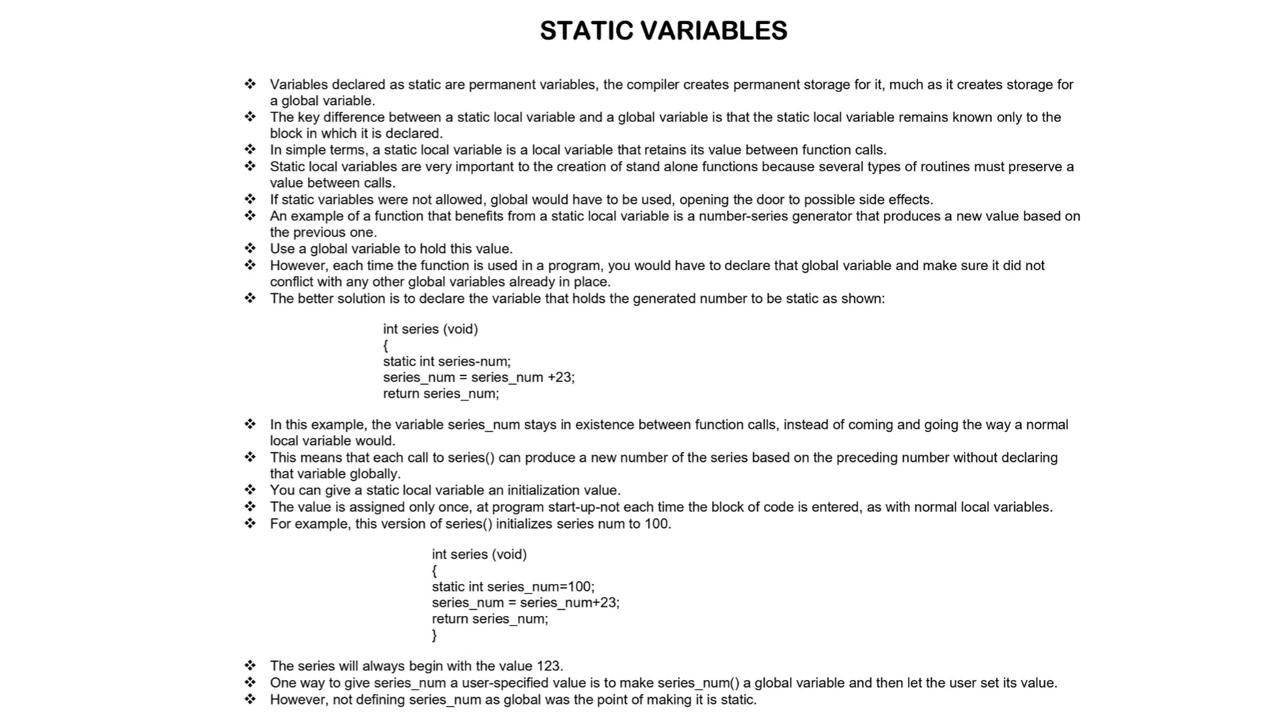 STATIC VARIABLES
❖ Variables declared as static are permanent variables, the compiler creates permanent storage for it, much as it creates storage for
a global variable.
❖ The key difference between a static local variable and a global variable is that the static local variable remains known only to the
block in which it is declared.
❖ In simple terms, a static local variable is a local variable that retains its value between function calls.
❖ Static local variables are very important to the creation of stand alone functions because several types of routines must preserve a
value between calls.
❖ If static variables were not allowed, global would have to be used, opening the door to possible side effects.
❖ An example of a function that benefits from a static local variable is a number-series generator that produces a new value based on
the previous one.
❖ Use a global variable to hold this value.
❖ However, each time the function is used in a program, you would have to declare that global variable and make sure it did not
conflict with any other global variables already in place.
❖ The better solution is to declare the variable that holds the generated number to be static as shown:
int series (void)
{
static int series-num;
series_num = series_num +23;
return series_num;
❖ In this example, the variable series_num stays in existence between function calls, instead of coming and going the way a normal
local variable would.
❖ This means that each call to series() can produce a new number of the series based on the preceding number without declaring
that variable globally.
❖ You can give a static local variable an initialization value.
❖ The value is assigned only once, at program start-up-not each time the block of code is entered, as with normal local variables.
❖ For example, this version of series() initializes series num to 100.
int series (void)
{
static int series_num=100;
series_num = series_num+23;
return series_num;
}
❖ The series will always begin with the value 123.
❖ One way to give series_num a user-specified value is to make series_num() a global variable and then let the user set its value.
❖ However, not defining series_num as global was the point of making it is static.